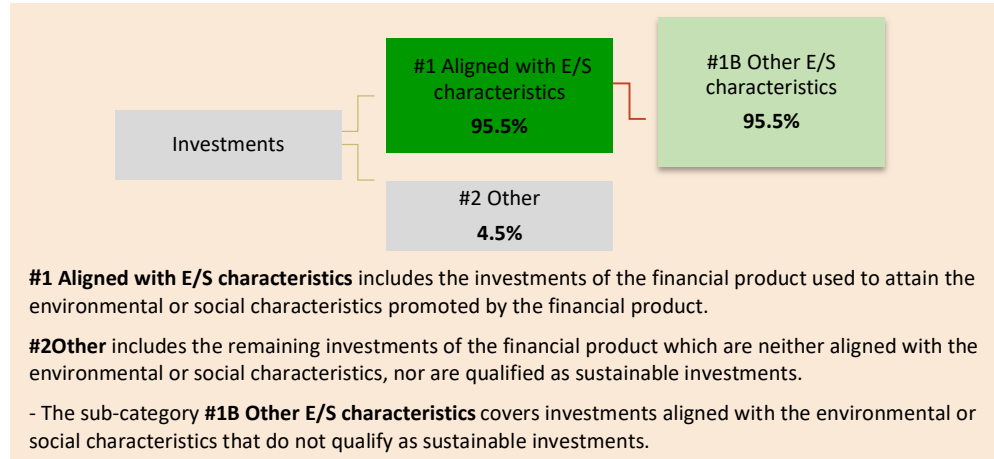 #1 Aligned with E/S
characteristics
95.5%
#1B Other E/S
characteristics
95.5%
Investments
#2 Other
4.5%
#1 Aligned with E/S characteristics includes the investments of the financial product used to attain the
environmental or social characteristics promoted by the financial product.
#2Other includes the remaining investments of the financial product which are neither aligned with the
environmental or social characteristics, nor are qualified as sustainable investments.
- The sub-category #1B Other E/S characteristics covers investments aligned with the environmental or
social characteristics that do not qualify as sustainable investments.